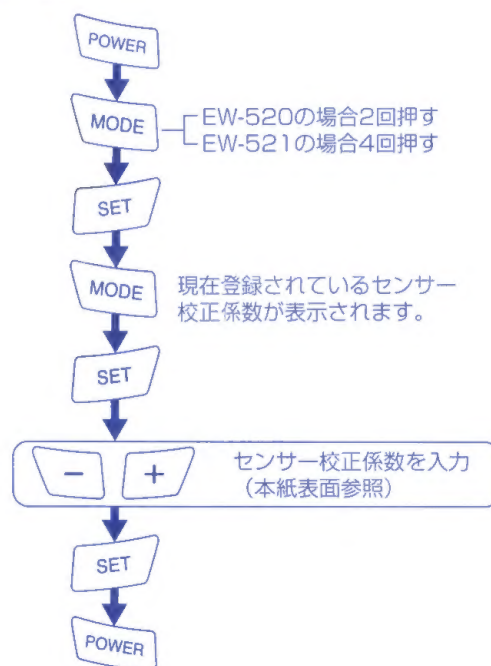 POWER
MODE
EW-520の場合2回押す
EW-521の場合4回押す
SET
MODE
現在登録されているセンサー
校正係数が表示されます。
SET
− +
センサー校正係数を入力
(本紙表面参照)
SET
POWER